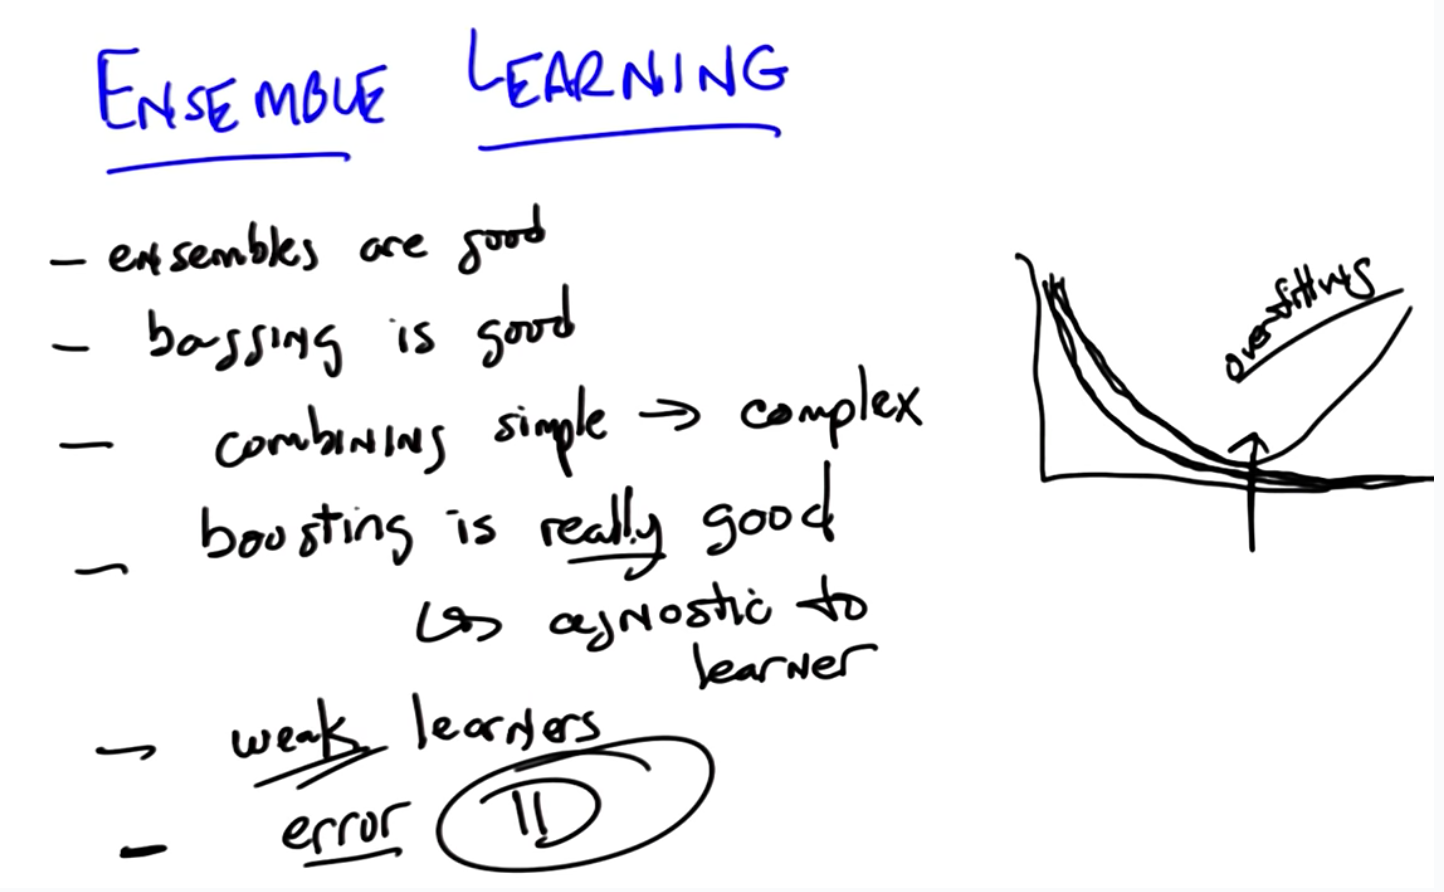 ENSEMBLE LEARNING
- ensembles are good
- bagging is good
- combining simple → complex
- boosting is really good
↳ agnostic to
learner
- weak learners
- error
overfitting